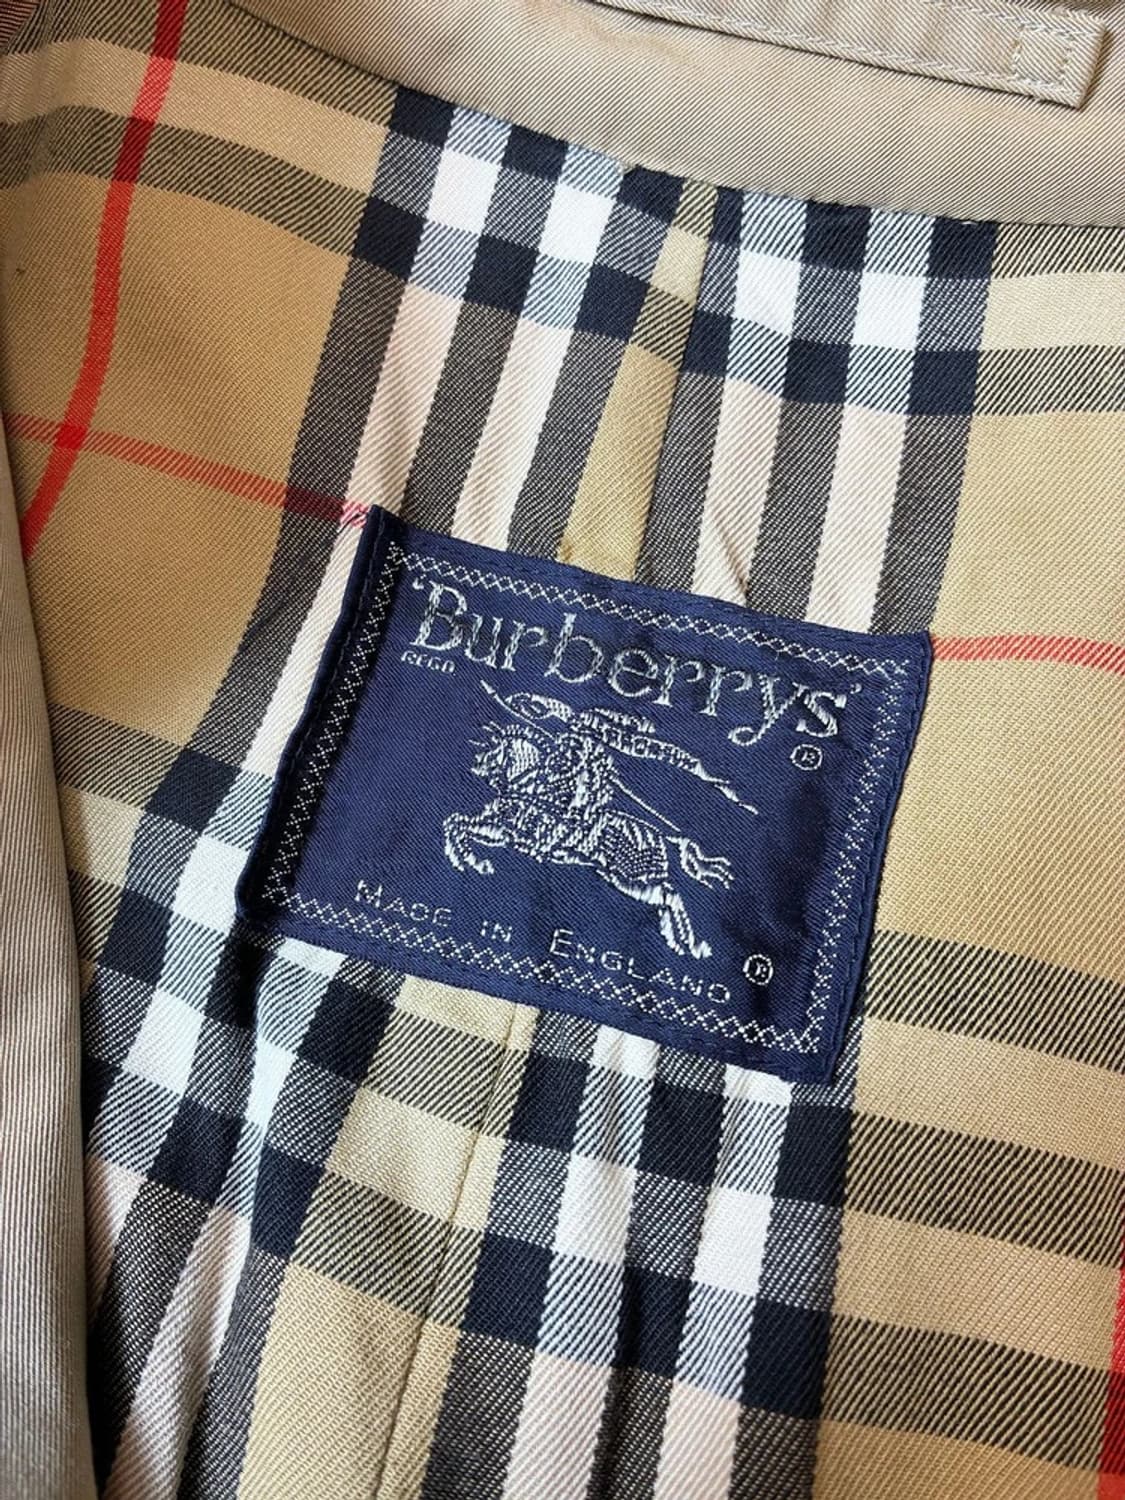 'Burberrys'
REGD
®
MADE IN ENGLAND ®